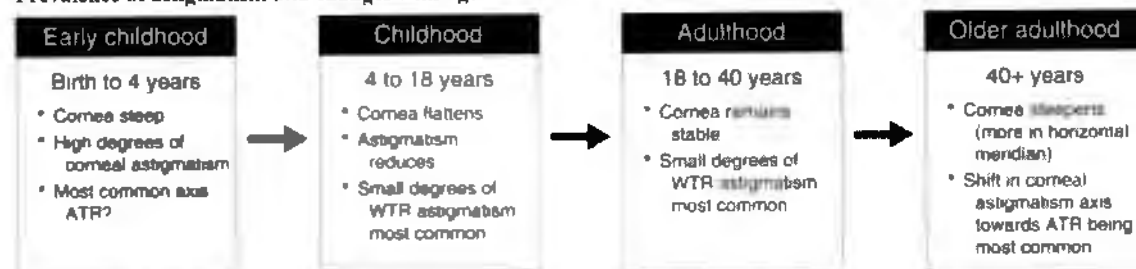 Early childhood
Birth to 4 years
* Cornea steep
* High degrees of
corneal astigmatism
* Most common axis
ATR?
Childhood
4 to 18 years
* Cornea flattens
* Astigmatism
reduces
* Small degrees of
WTR astigmatism
most common
Adulthood
18 to 40 years
* Cornea remains
stable
* Small degrees of
WTR astigmatism
most common
Older adulthood
40+ years
* Cornea steepens
(more in horizontal
meridian)
* Shift in corneal
astigmatism axis
towards ATR being
most common